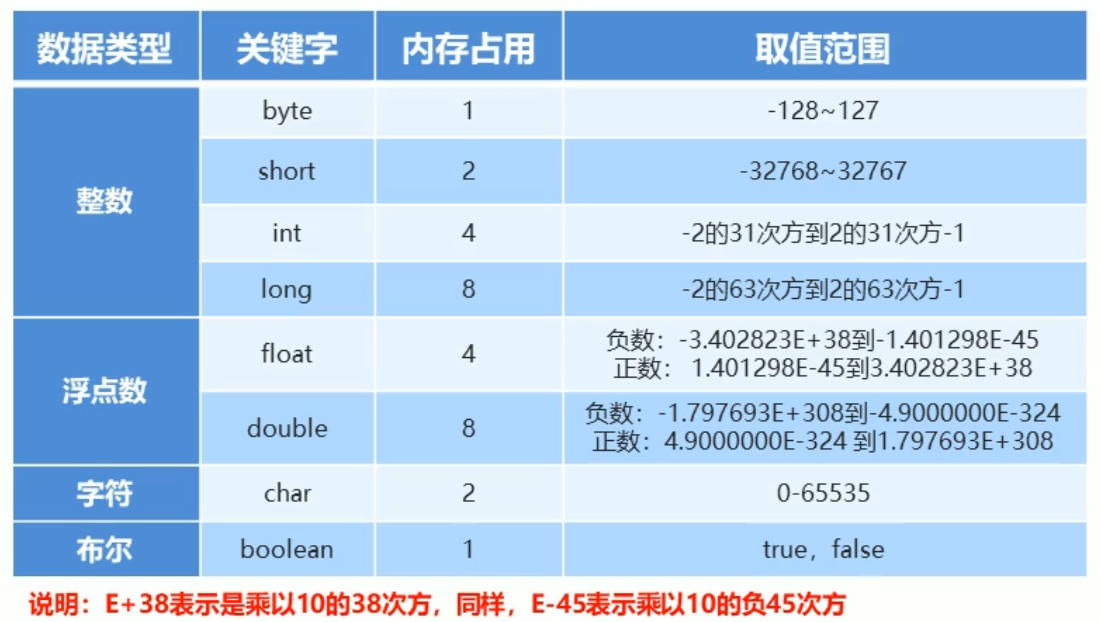 数据类型 关键字 内存占用 取值范围
整数
byte 1 -128~127
short 2 -32768~32767
int 4 -2的31次方到2的31次方-1
long 8 -2的63次方到2的63次方-1
浮点数
float 4 负数：-3.402823E+38到-1.401298E-45
正数： 1.401298E-45到3.402823E+38
double 8 负数：-1.797693E+308到-4.9000000E-324
正数：4.9000000E-324 到1.797693E+308
字符 char 2 0-65535
布尔 boolean 1 true，false
说明：E+38表示是乘以10的38次方，同样，E-45表示乘以10的负45次方